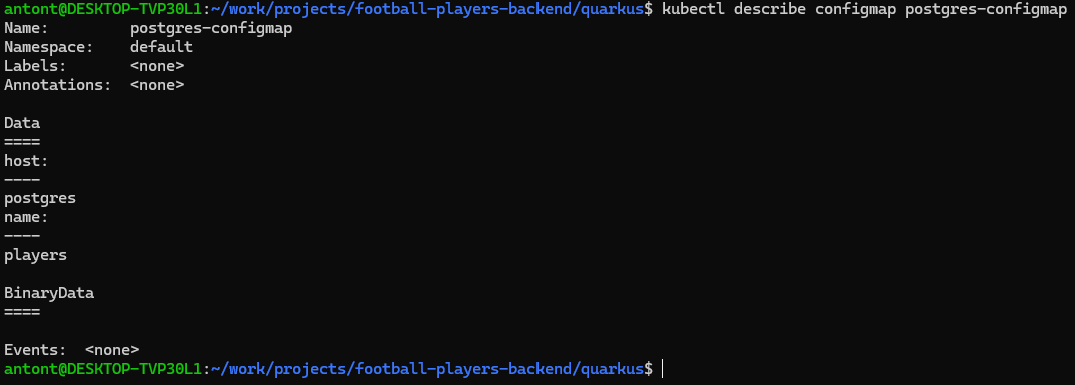 antont@DESKTOP-TVP30L1:~/work/projects/football-players-backend/quarkus$ kubectl describe configmap postgres-configmap
Name:         postgres-configmap
Namespace:    default
Labels:       <none>
Annotations:  <none>

Data
====
host:
----
postgres
name:
----
players

BinaryData
====

Events:  <none>
antont@DESKTOP-TVP30L1:~/work/projects/football-players-backend/quarkus$